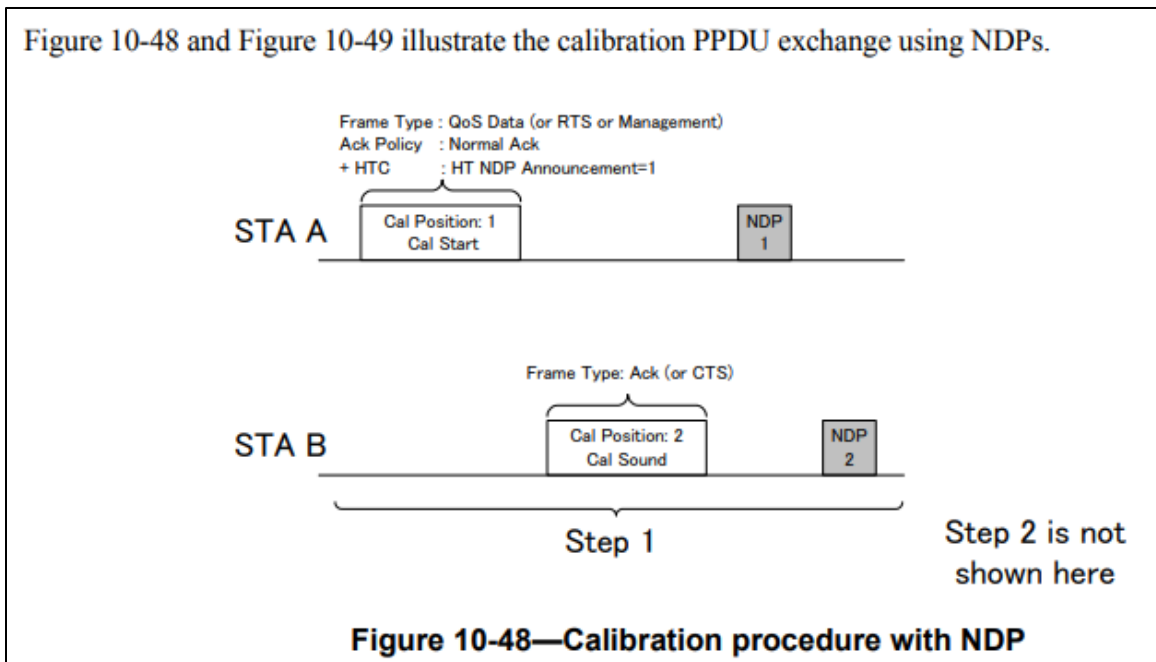 Figure 10-48 and Figure 10-49 illustrate the calibration PPDU exchange using NDPs.
Frame Type : QoS Data (or RTS or Management)
Ack Policy : Normal Ack
+ HTC : HT NDP Announcement=1
STA A
Cal Position: 1
Cal Start
NDP
1
Frame Type: Ack (or CTS)
STA B
Cal Position: 2
Cal Sound
NDP
2
Step 1
Step 2 is not
shown here
Figure 10-48—Calibration procedure with NDP